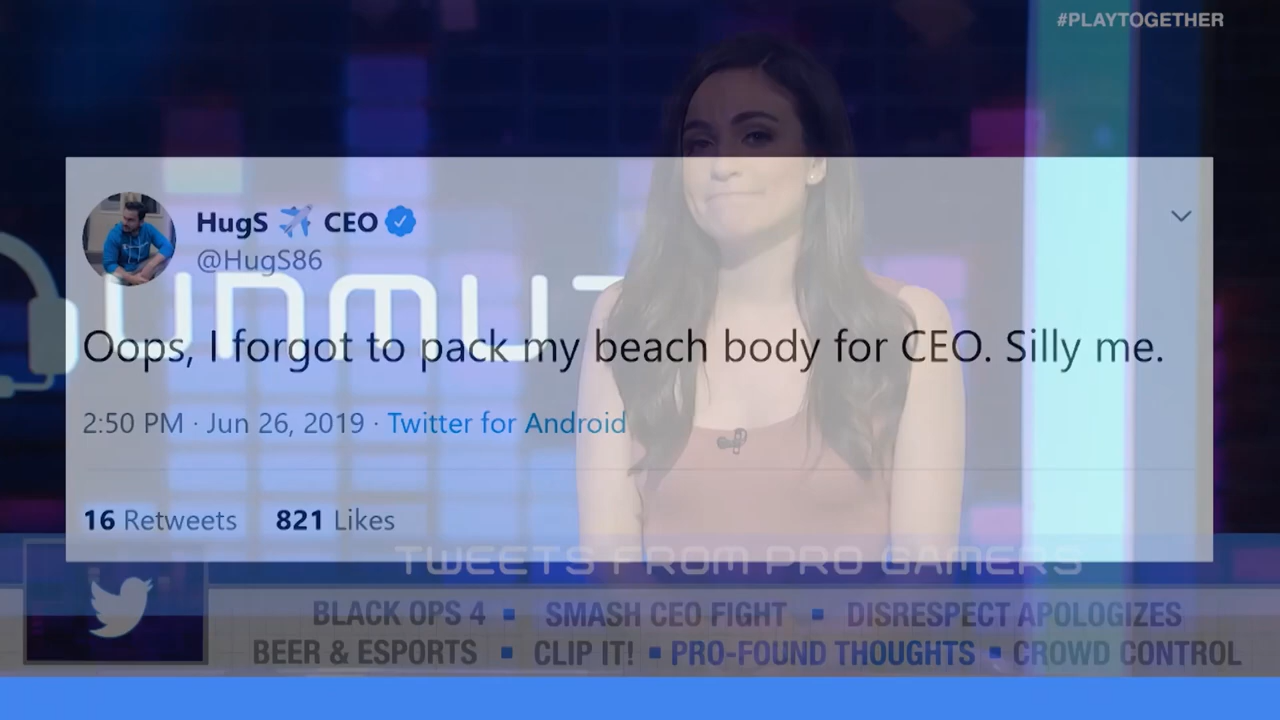 #PLAYTOGETHER
HugS ✈ CEO
@HugS86
UNMUT
Oops, I forgot to pack my beach body for CEO. Silly me.
2:50 PM · Jun 26, 2019 · Twitter for Android
16 Retweets 821 Likes
TWEETS FROM PRO GAMERS
BLACK OPS 4 ▪ SMASH CEO FIGHT ▪ DISRESPECT APOLOGIZES
BEER & ESPORTS ▪ CLIP IT! ▪ PRO-FOUND THOUGHTS ▪ CROWD CONTROL